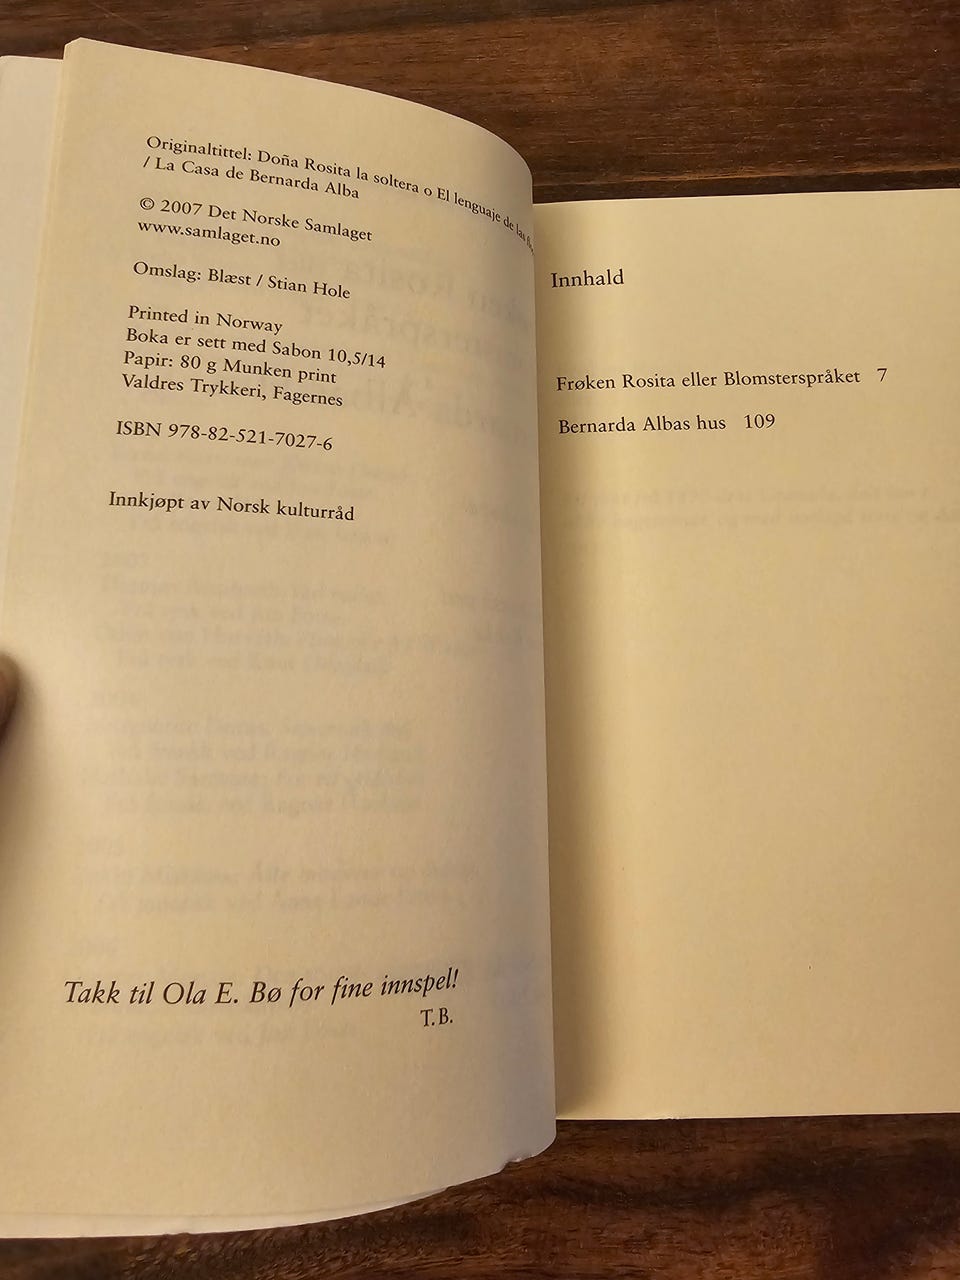 Originaltittel: Doña Rosita la soltera o El lenguaje de las
/ La Casa de Bernarda Alba
© 2007 Det Norske Samlaget
www.samlaget.no
Omslag: Blæst / Stian Hole
Printed in Norway
Boka er sett med Sabon 10,5/14
Papir: 80 g Munken print
Valdres Trykkeri, Fagernes
ISBN 978-82-521-7027-6
Innkjøpt av Norsk kulturråd
Takk til Ola E. Bø for fine innspel!
T.B.
Innhald
Frøken Rosita eller Blomsterspråket 7
Bernarda Albas hus 109